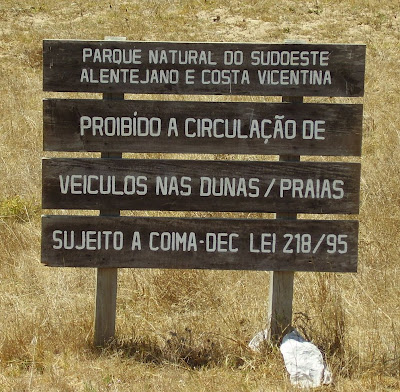 PARQUE NATURAL DO SUDOESTE
ALENTEJANO E COSTA VICENTINA
PROIBIDO A CIRCULAÇÃO DE
VEICULOS NAS DUNAS/PRAIAS
SUJEITO A COIMA-DEC LEI 218/95